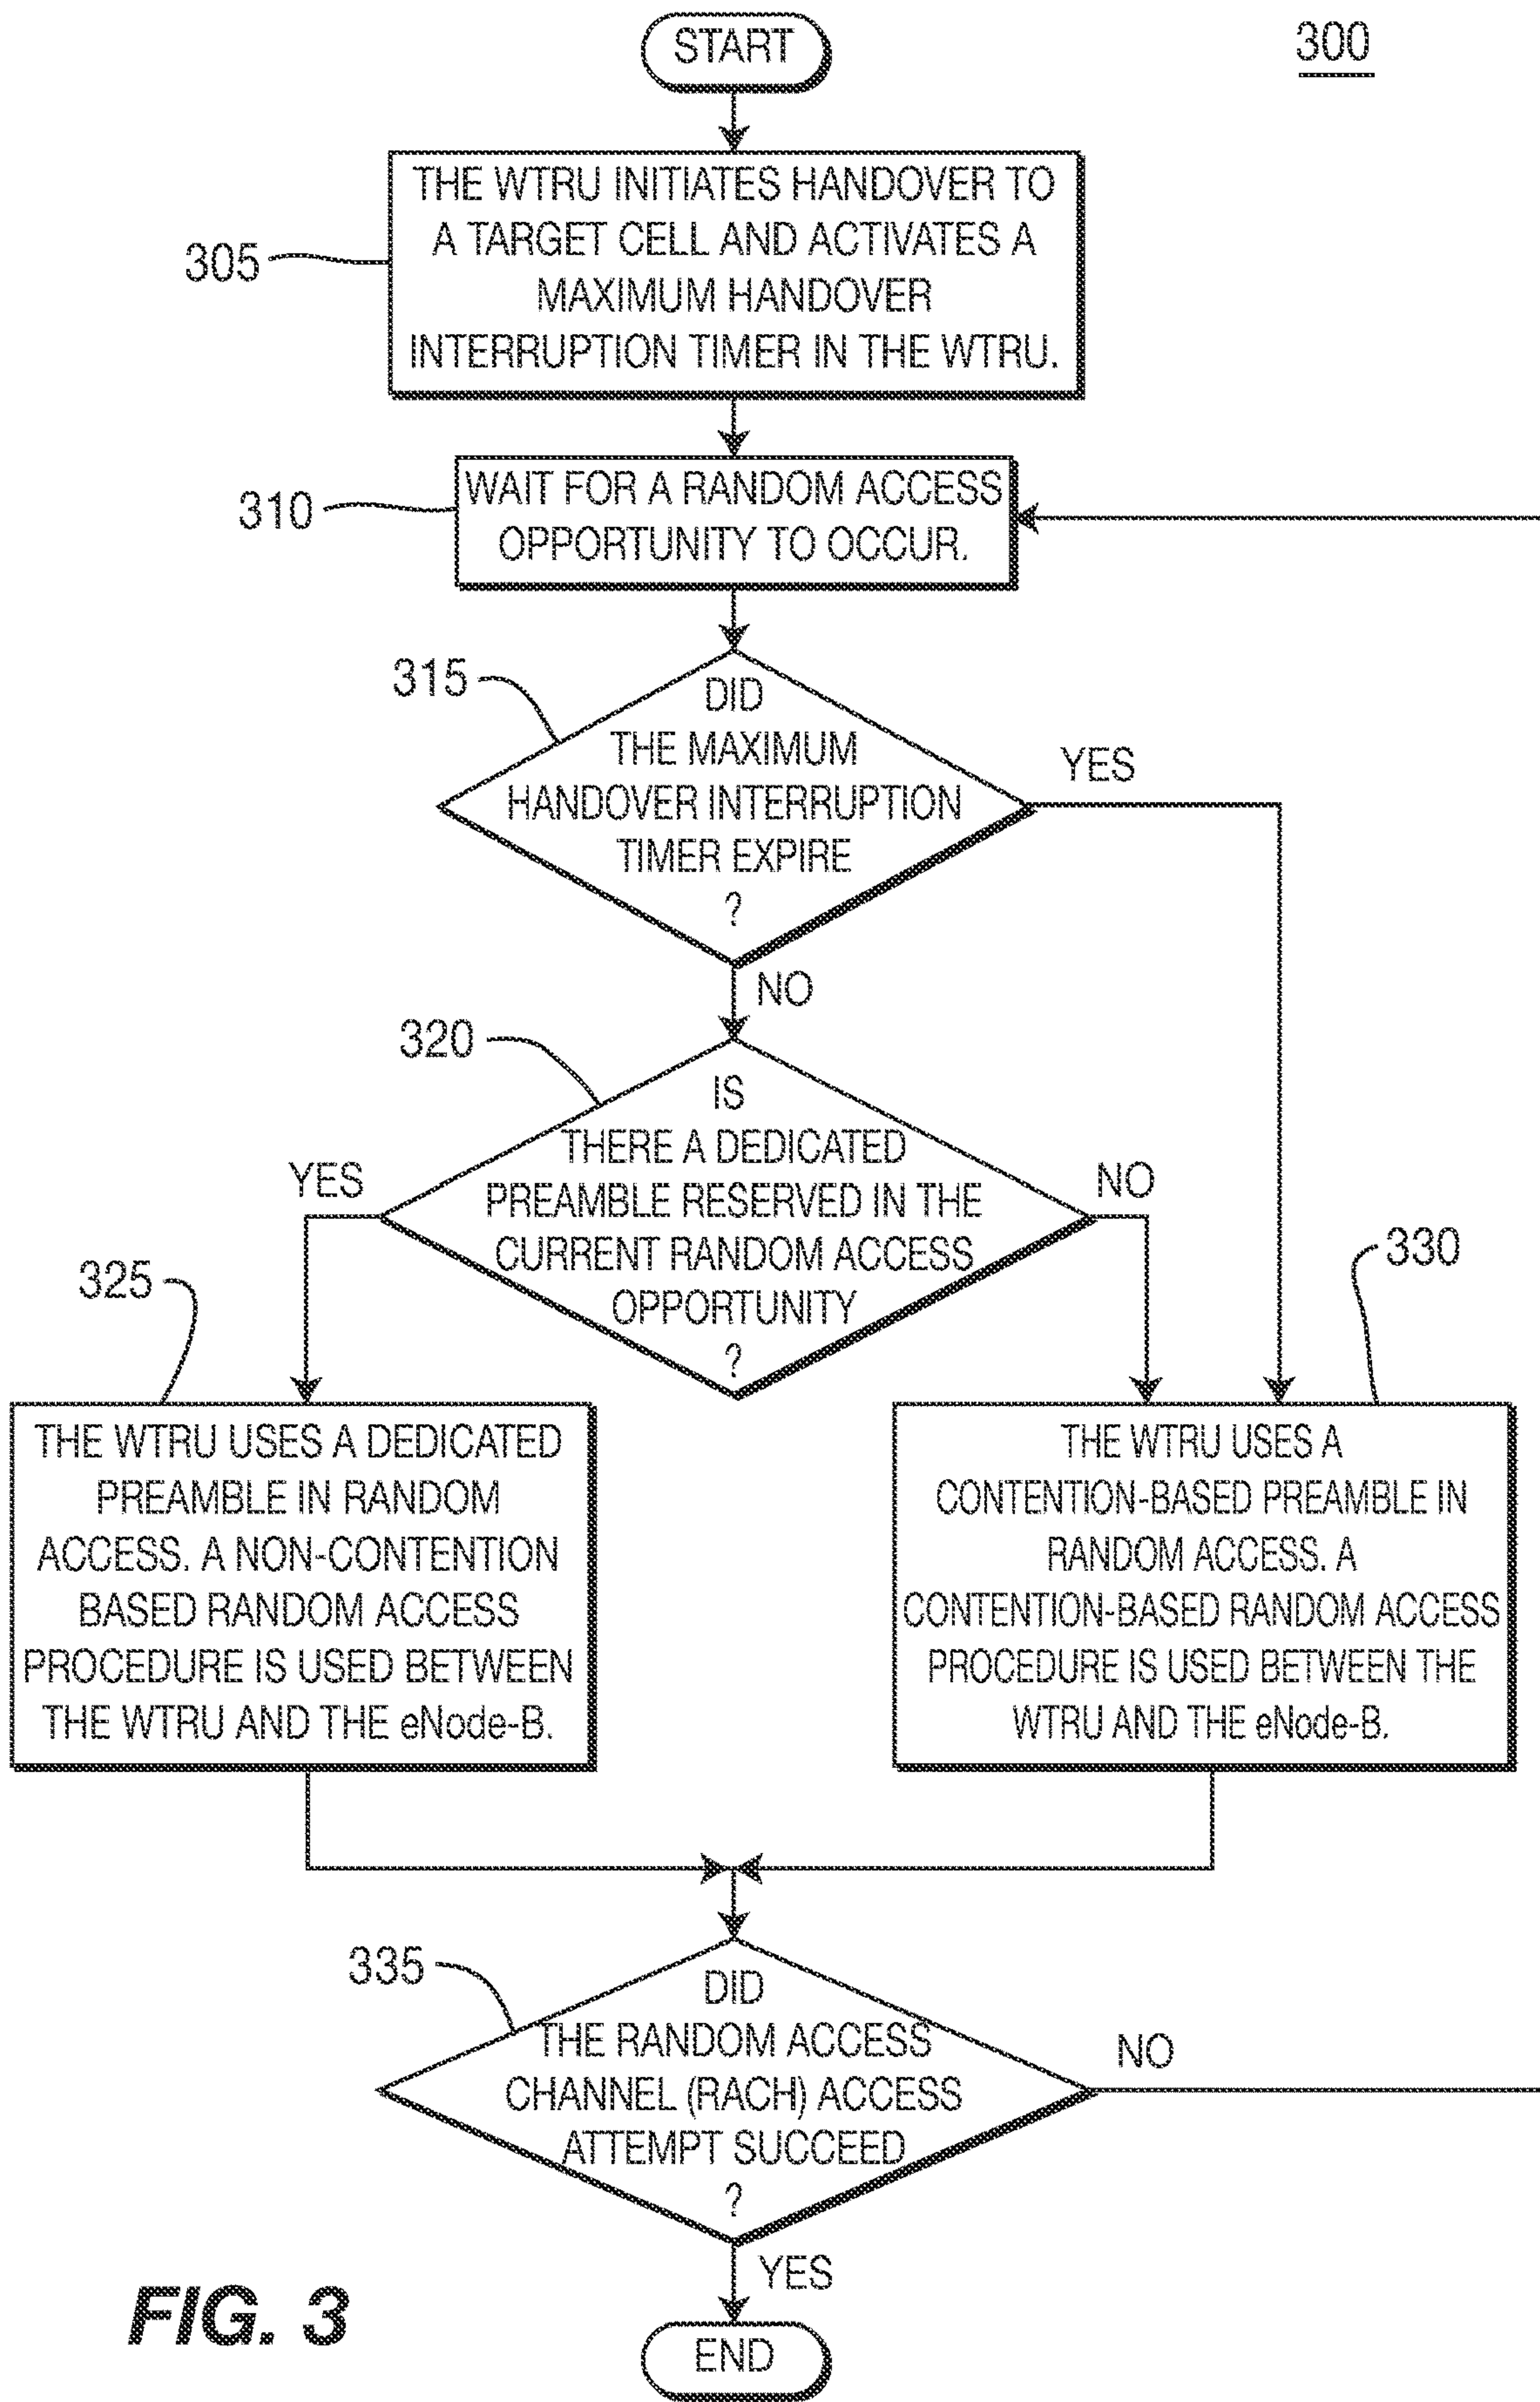 START
300
THE WTRU INITIATES HANDOVER TO
A TARGET CELL AND ACTIVATES A
MAXIMUM HANDOVER
INTERRUPTION TIMER IN THE WTRU.
305
WAIT FOR A RANDOM ACCESS
OPPORTUNITY TO OCCUR.
310
315
DID
THE MAXIMUM
HANDOVER INTERRUPTION
TIMER EXPIRE
?
YES
NO
320
IS
THERE A DEDICATED
PREAMBLE RESERVED IN THE
CURRENT RANDOM ACCESS
OPPORTUNITY
?
YES
NO
325
330
THE WTRU USES A DEDICATED
PREAMBLE IN RANDOM
ACCESS. A NON-CONTENTION
BASED RANDOM ACCESS
PROCEDURE IS USED BETWEEN
THE WTRU AND THE eNode-B.
THE WTRU USES A
CONTENTION-BASED PREAMBLE IN
RANDOM ACCESS. A
CONTENTION-BASED RANDOM ACCESS
PROCEDURE IS USED BETWEEN THE
WTRU AND THE eNode-B.
335
DID
THE RANDOM ACCESS
CHANNEL (RACH) ACCESS
ATTEMPT SUCCEED
?
NO
YES
END
FIG. 3